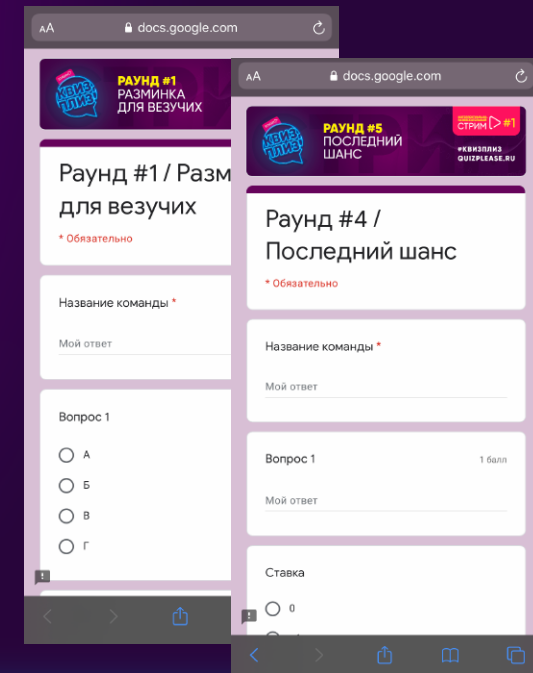 AA docs.google.com
КВИЗ
ПЛИЗ
РАУНД #1
РАЗМИНКА
ДЛЯ ВЕЗУЧИХ
Раунд #1 / Разм
для везучих
* Обязательно
Название команды *
Мой ответ
Вопрос 1
А
Б
В
Г
AA docs.google.com
КВИЗ
ПЛИЗ
РАУНД #5
ПОСЛЕДНИЙ
ШАНС
СТРИМ #1
#КВИЗПЛИЗ
QUIZPLEASE.RU
Раунд #4 /
Последний шанс
* Обязательно
Название команды *
Мой ответ
Вопрос 1 1 балл
Мой ответ
Ставка
0